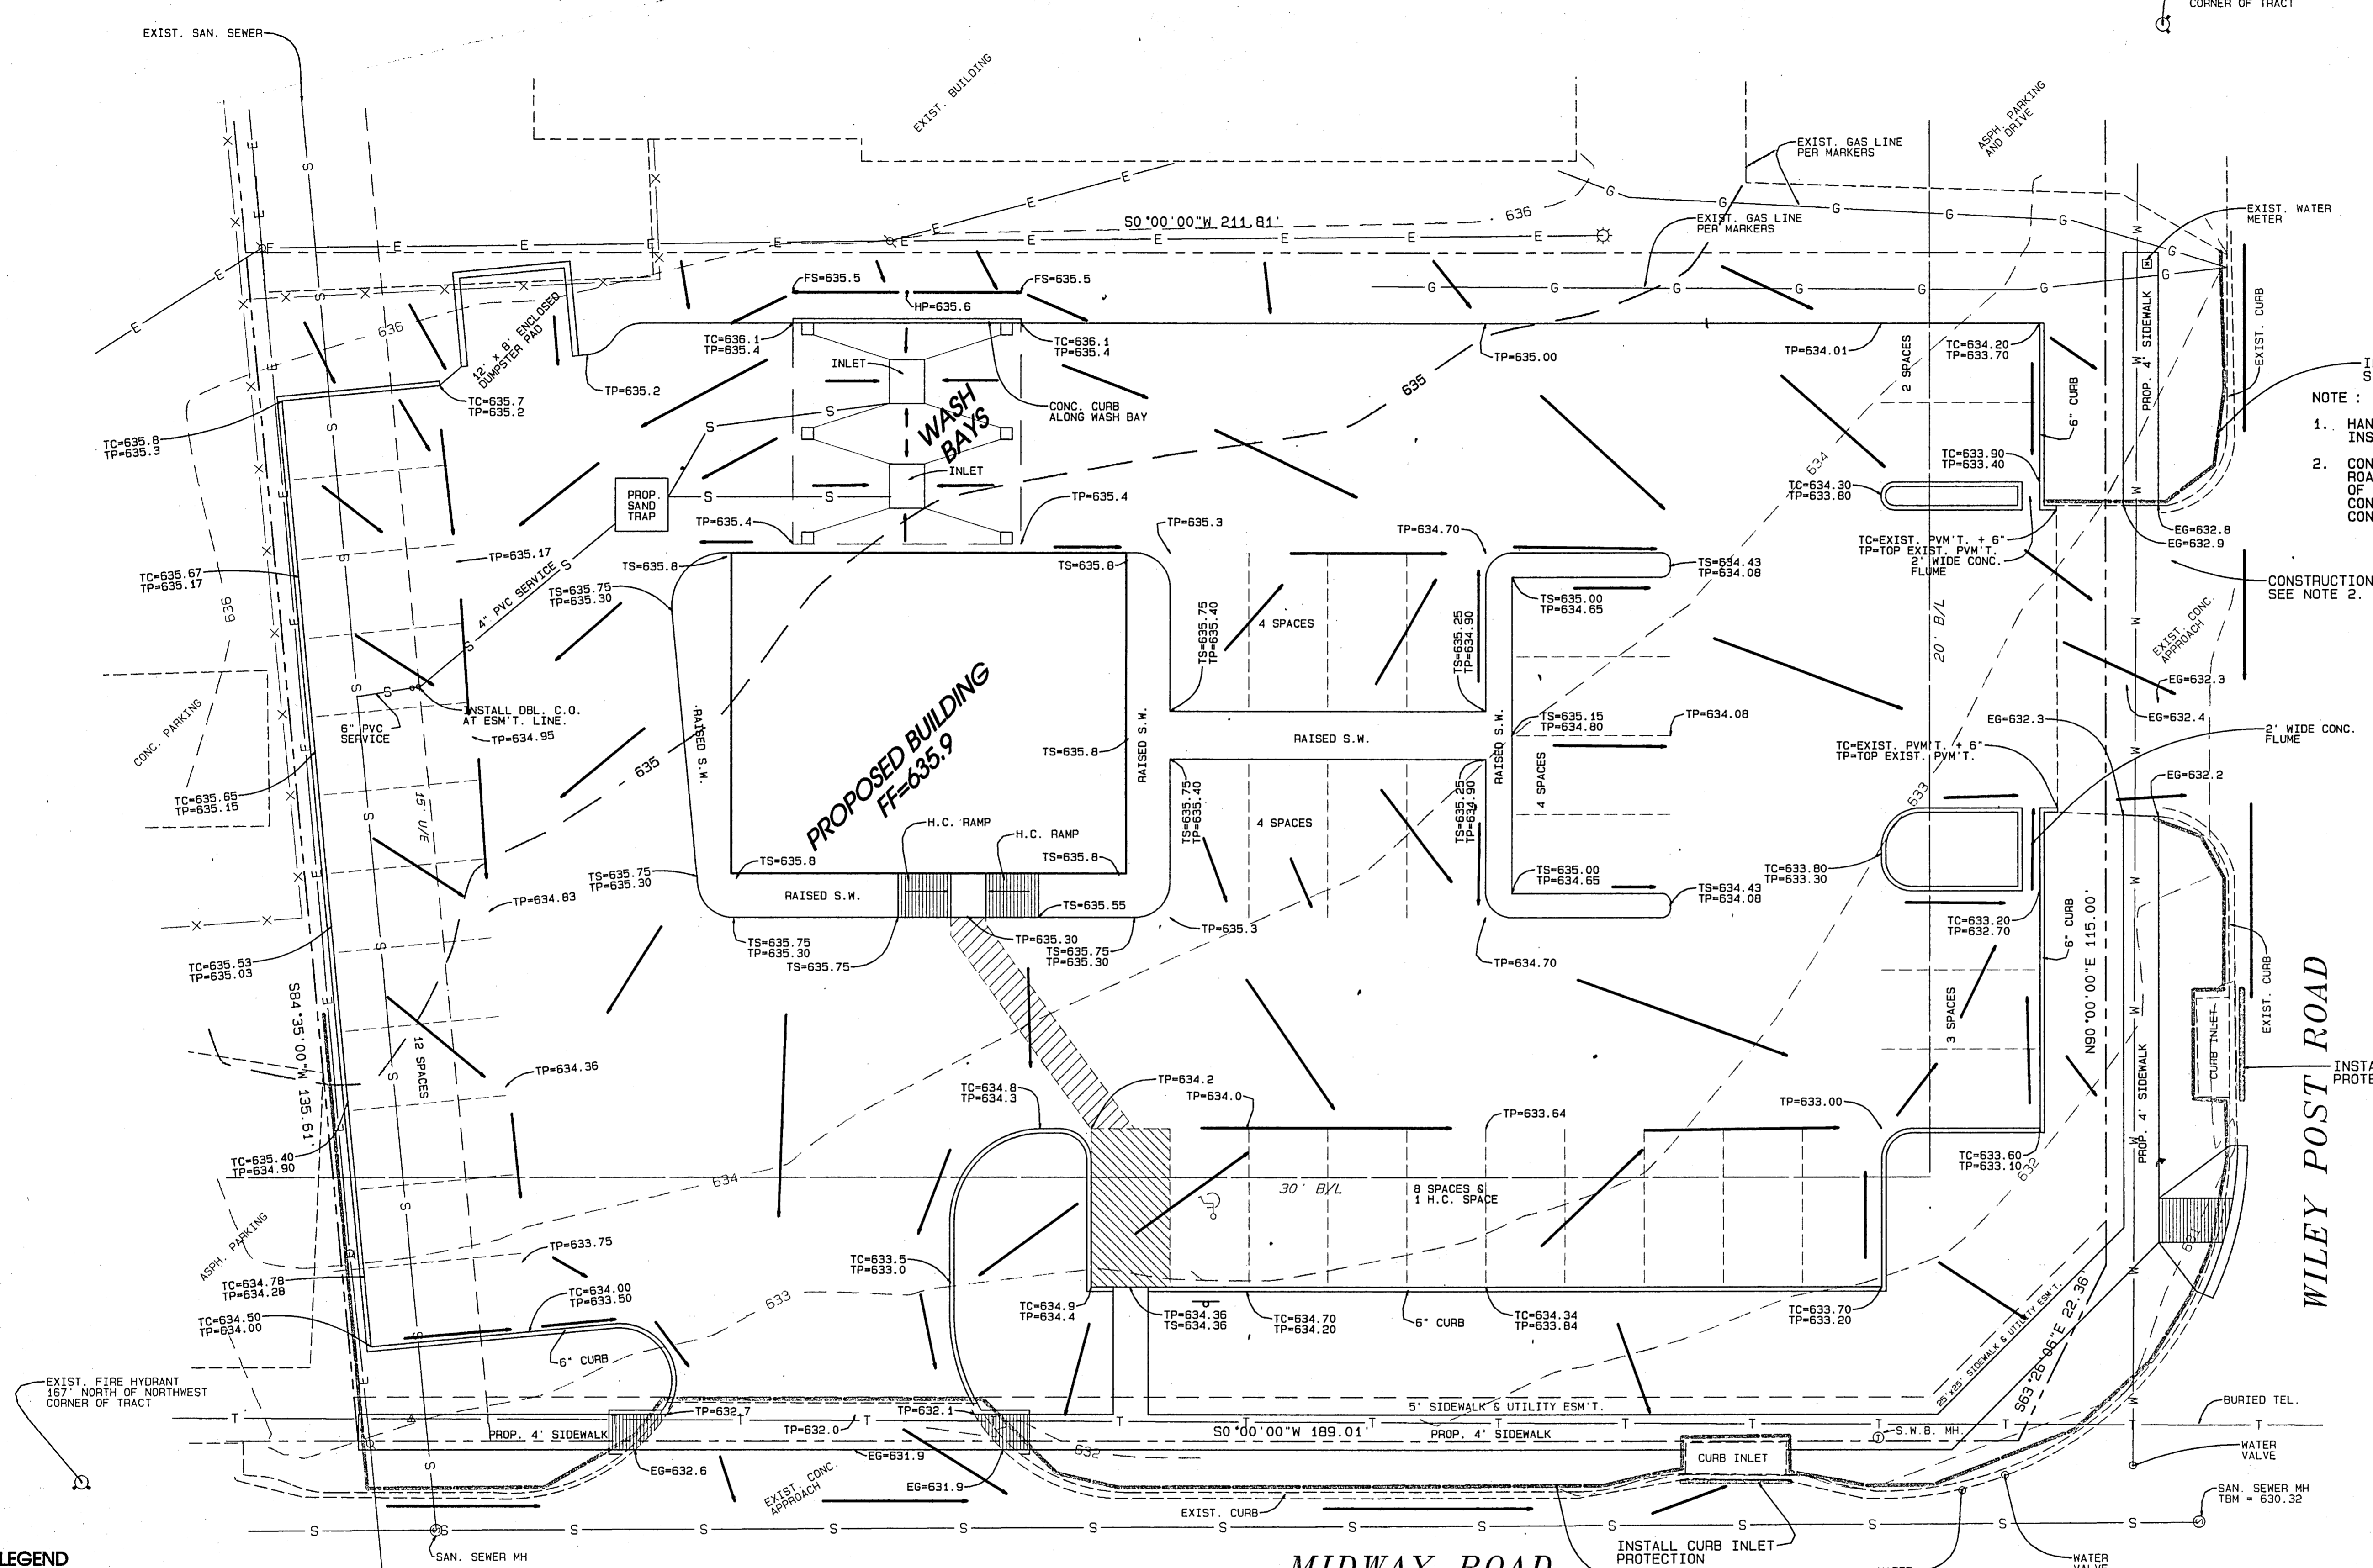 CORNER OF TRACT
EXIST. SAN. SEWER
EXIST. BUILDING
ASPH. PARKING
AND DRIVE
EXIST. GAS LINE
PER MARKERS
EXIST. WATER
METER
S0°00'00"W 211.81'
636
EXIST. GAS LINE
PER MARKERS
FS=635.5
FS=635.5
HP=635.6
636
12' X 8' ENCLOSED
DUMPSTER PAD
TC=636.1
TP=635.4
TC=636.1
TP=635.4
TP=635.00
TP=634.01
2 SPACES
TC=634.20
TP=633.70
PROP. 4' SIDEWALK
EXIST. CURB
INLET
TP=635.2
TC=635.7
TP=635.2
WASH
BAYS
CONC. CURB
ALONG WASH BAY
635
6" CURB
NOTE :
1.
2.
TC=635.8
TP=635.3
INLET
634
TC=633.90
TP=633.40
TC=634.30
TP=633.80
PROP.
SAND
TRAP
TP=635.4
TP=635.4
TP=635.3
TP=634.70
EG=632.8
EG=632.9
TC=EXIST. PVM'T. + 6"
TP=TOP EXIST. PVM'T.
2' WIDE CONC.
FLUME
TP=635.17
4" PVC SERVICE
TS=635.8
TS=635.8
TS=634.43
TP=634.08
TC=635.67
TP=635.17
TS=635.75
TP=635.30
TS=635.00
TP=634.65
CONSTRUCTION
SEE NOTE 2.
636
4 SPACES
TS=635.75
TP=635.40
TS=635.25
TP=634.90
20' B/L
EXIST. CONC.
APPROACH
EG=632.3
CONC. PARKING
6" PVC
SERVICE
INSTALL DBL. C.O.
AT ESM'T. LINE.
TP=634.95
RAISED S.W.
PROPOSED BUILDING
FF=635.9
TS=635.8
RAISED S.W.
RAISED S.W.
RAISED S.W.
TS=635.15
TP=634.80
TP=634.08
EG=632.3
EG=632.4
2' WIDE CONC.
FLUME
TC=EXIST. PVM'T. + 6"
TP=TOP EXIST. PVM'T.
635
EG=632.2
TC=635.65
TP=635.15
15' U/E
H.C. RAMP
H.C. RAMP
TS=635.75
TP=635.40
4 SPACES
TS=635.25
TP=634.90
4 SPACES
633
TS=635.8
TS=635.8
TS=635.75
TP=635.30
TP=634.83
RAISED S.W.
TS=635.55
TS=635.00
TP=634.65
TS=634.43
TP=634.08
TC=633.80
TP=633.30
TC=633.20
TP=632.70
6" CURB
N90°00'00"E 115.00'
TS=635.75
TP=635.30
TS=635.75
TP=635.30
TS=635.75
TP=635.30
TP=635.3
TP=634.70
TC=635.53
TP=635.03
S84°35'00"W 135.61'
12 SPACES
TP=634.36
3 SPACES
CURB INLET
EXIST. CURB
WILEY POST ROAD
PROP. 4' SIDEWALK
TC=634.8
TP=634.3
TP=634.2
TP=634.0
TP=633.64
TP=633.00
TC=635.40
TP=634.90
TC=633.60
TP=633.10
632
634
30' B/L
8 SPACES &
1 H.C. SPACE
ASPH. PARKING
TP=633.75
TC=634.78
TP=634.28
TC=634.00
TP=633.50
TC=633.5
TP=633.0
633
TC=634.50
TP=634.00
6" CURB
TC=634.9
TP=634.4
TP=634.36
TS=634.36
TC=634.70
TP=634.20
6" CURB
TC=634.34
TP=633.84
TC=633.70
TP=633.20
25'x25' SIDEWALK & UTILITY ESM'T.
S63°26'06"E 22.36'
EXIST. FIRE HYDRANT
167' NORTH OF NORTHWEST
CORNER OF TRACT
TP=632.7
TP=632.0
TP=632.1
5' SIDEWALK & UTILITY ESM'T.
BURIED TEL.
PROP. 4' SIDEWALK
S0°00'00"W 189.01'
PROP. 4' SIDEWALK
S.W.B. MH.
EG=632.6
EG=631.9
632
CURB INLET
WATER
VALVE
EXIST. CONC.
APPROACH
EG=631.9
EXIST. CURB
SAN. SEWER MH
TBM = 630.32
INSTALL CURB INLET
PROTECTION
LEGEND
SAN. SEWER MH
MIDWAY ROAD
WATER
VALVE